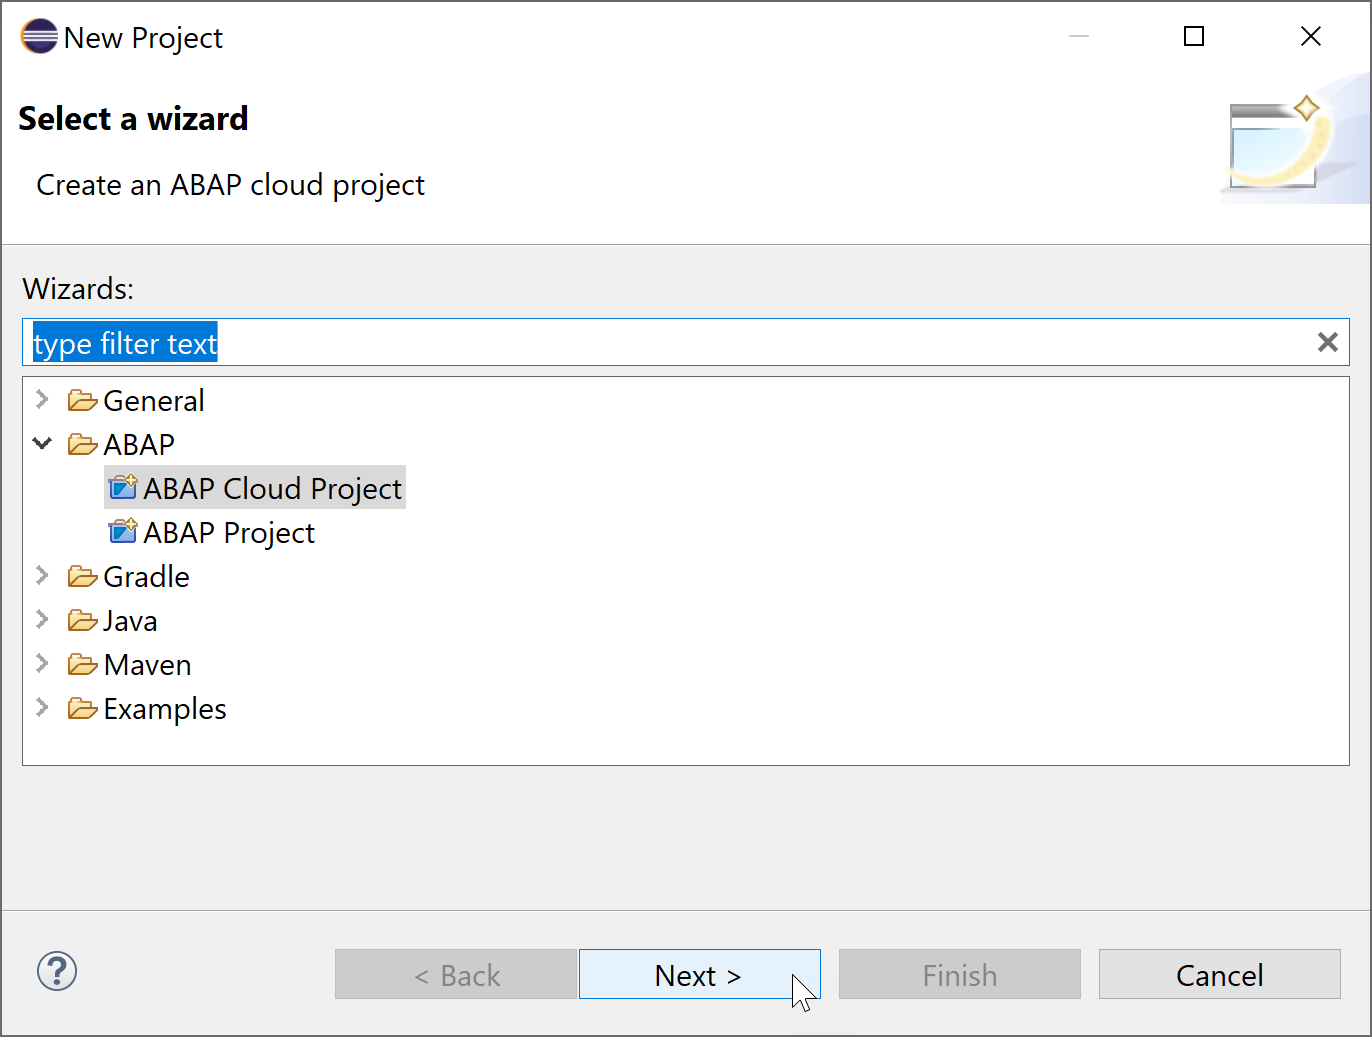 New Project
Select a wizard
Create an ABAP cloud project
Wizards:
type filter text
General
ABAP
ABAP Cloud Project
ABAP Project
Gradle
Java
Maven
Examples
? < Back Next > Finish Cancel